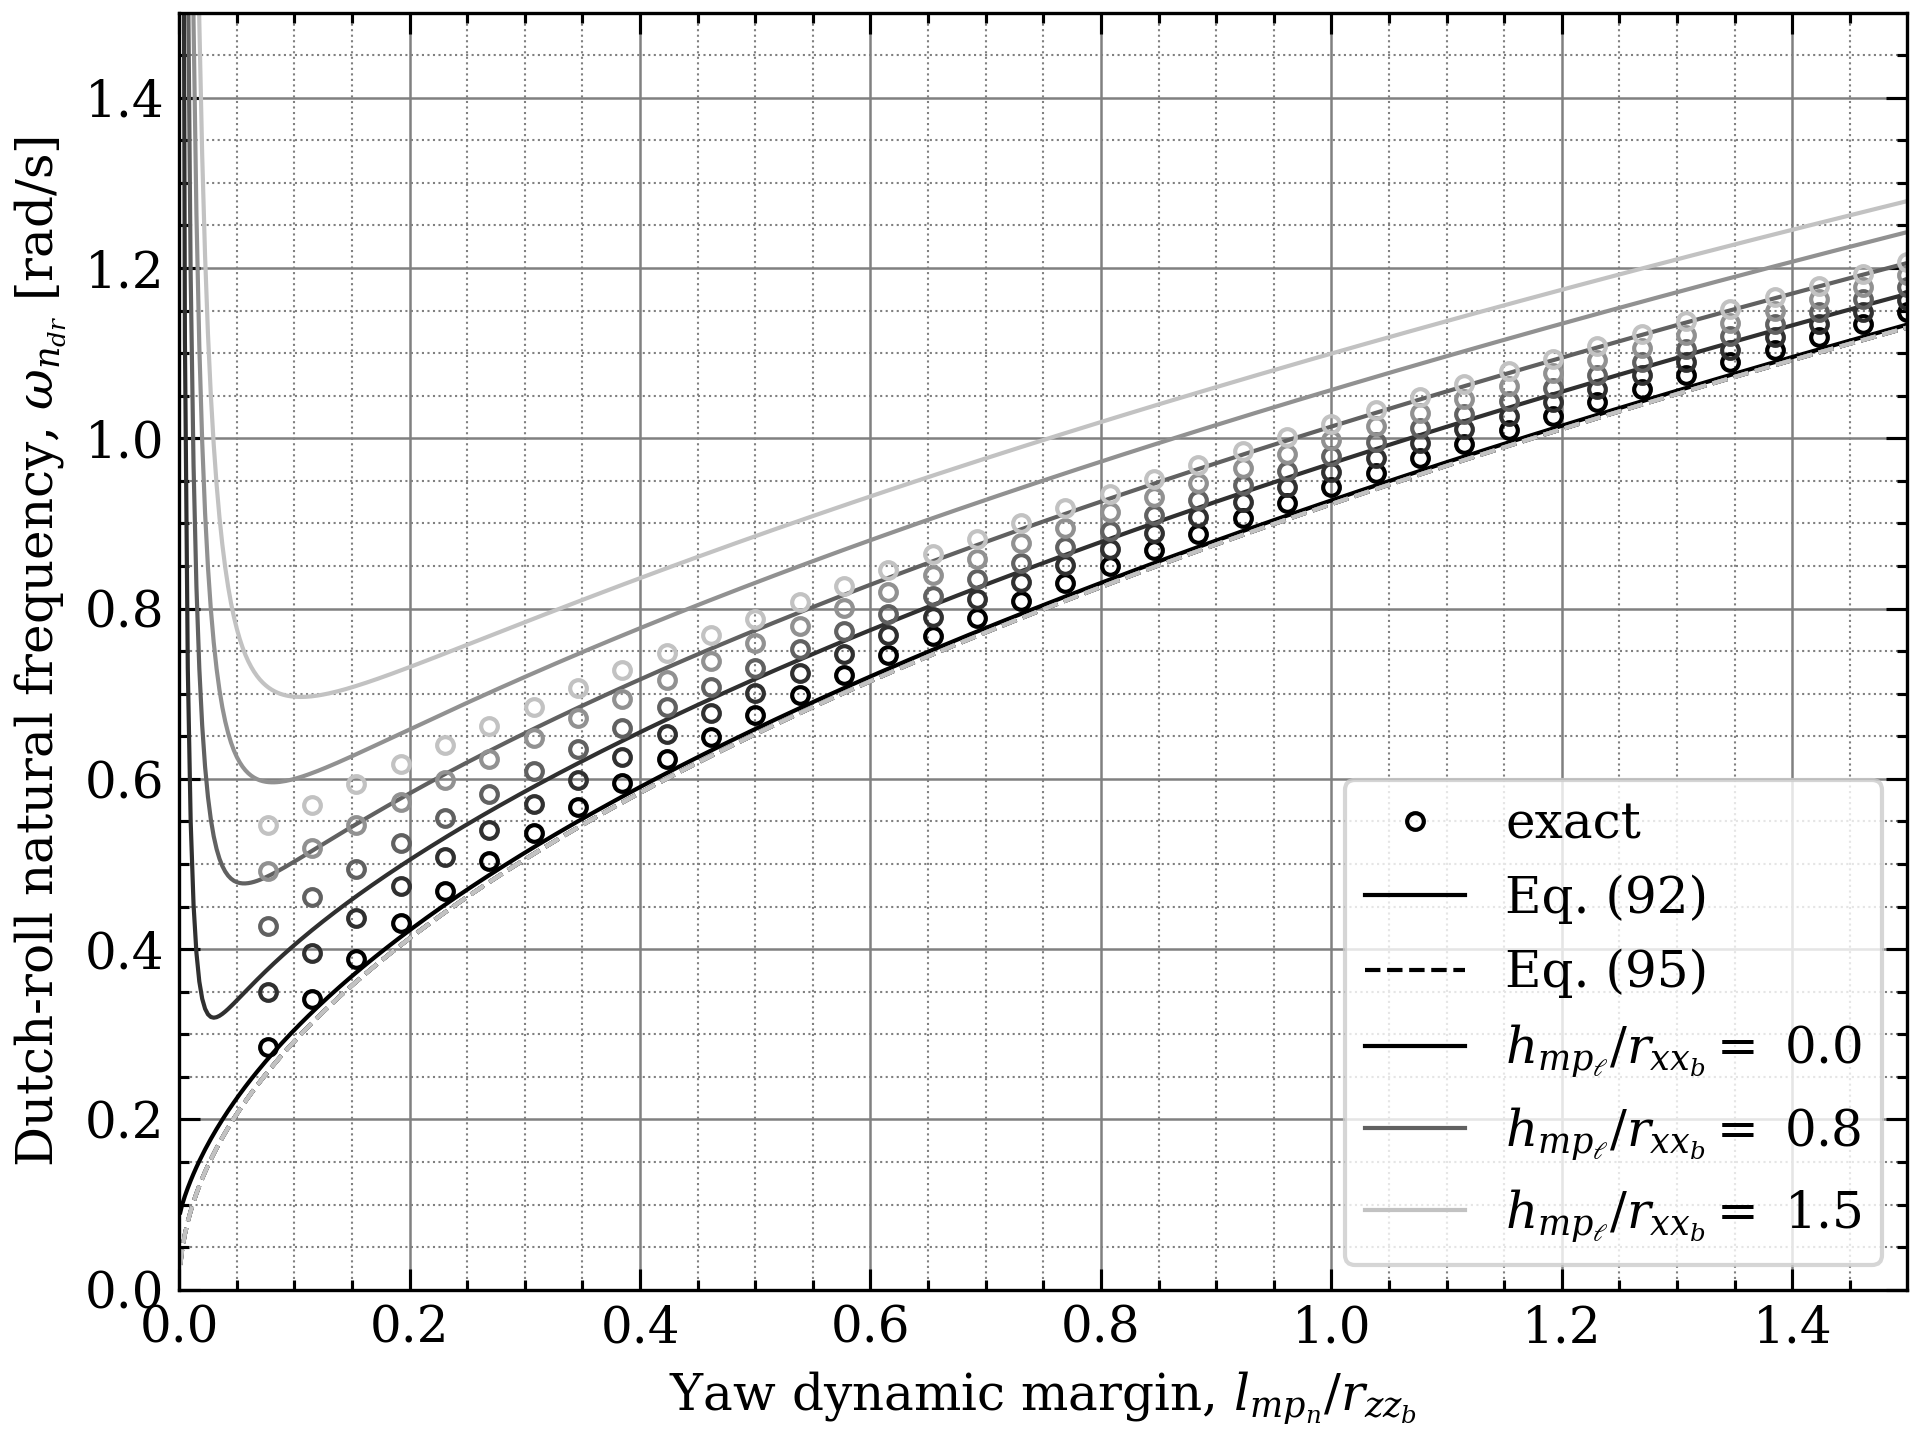 Dutch-roll natural frequency, ω_{n_{dr}} [rad/s]
1.4
1.2
1.0
0.8
0.6
0.4
0.2
0.0
exact
Eq. (92)
Eq. (95)
h_{mp_ℓ}/r_{xx_b} = 0.0
h_{mp_ℓ}/r_{xx_b} = 0.8
h_{mp_ℓ}/r_{xx_b} = 1.5
0.0 0.2 0.4 0.6 0.8 1.0 1.2 1.4
Yaw dynamic margin, l_{mp_n}/r_{zz_b}